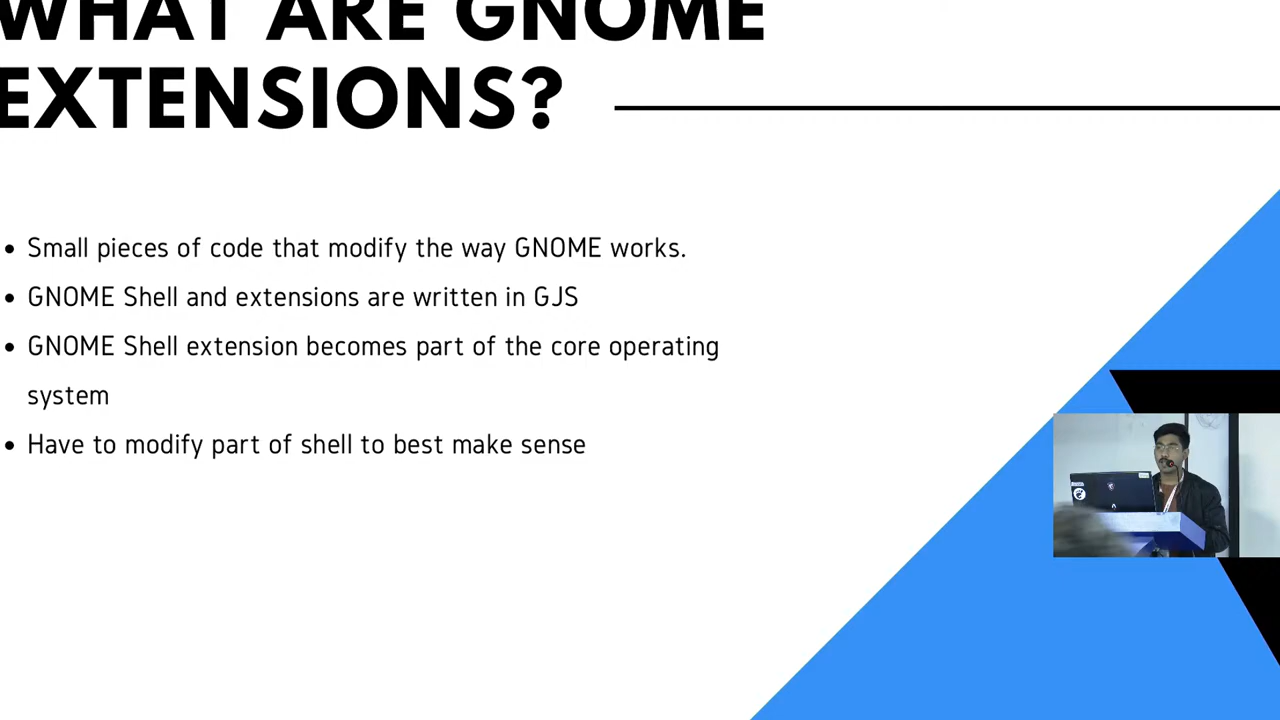 WHAT ARE GNOME
EXTENSIONS?
• Small pieces of code that modify the way GNOME works.
• GNOME Shell and extensions are written in GJS
• GNOME Shell extension becomes part of the core operating
system
• Have to modify part of shell to best make sense